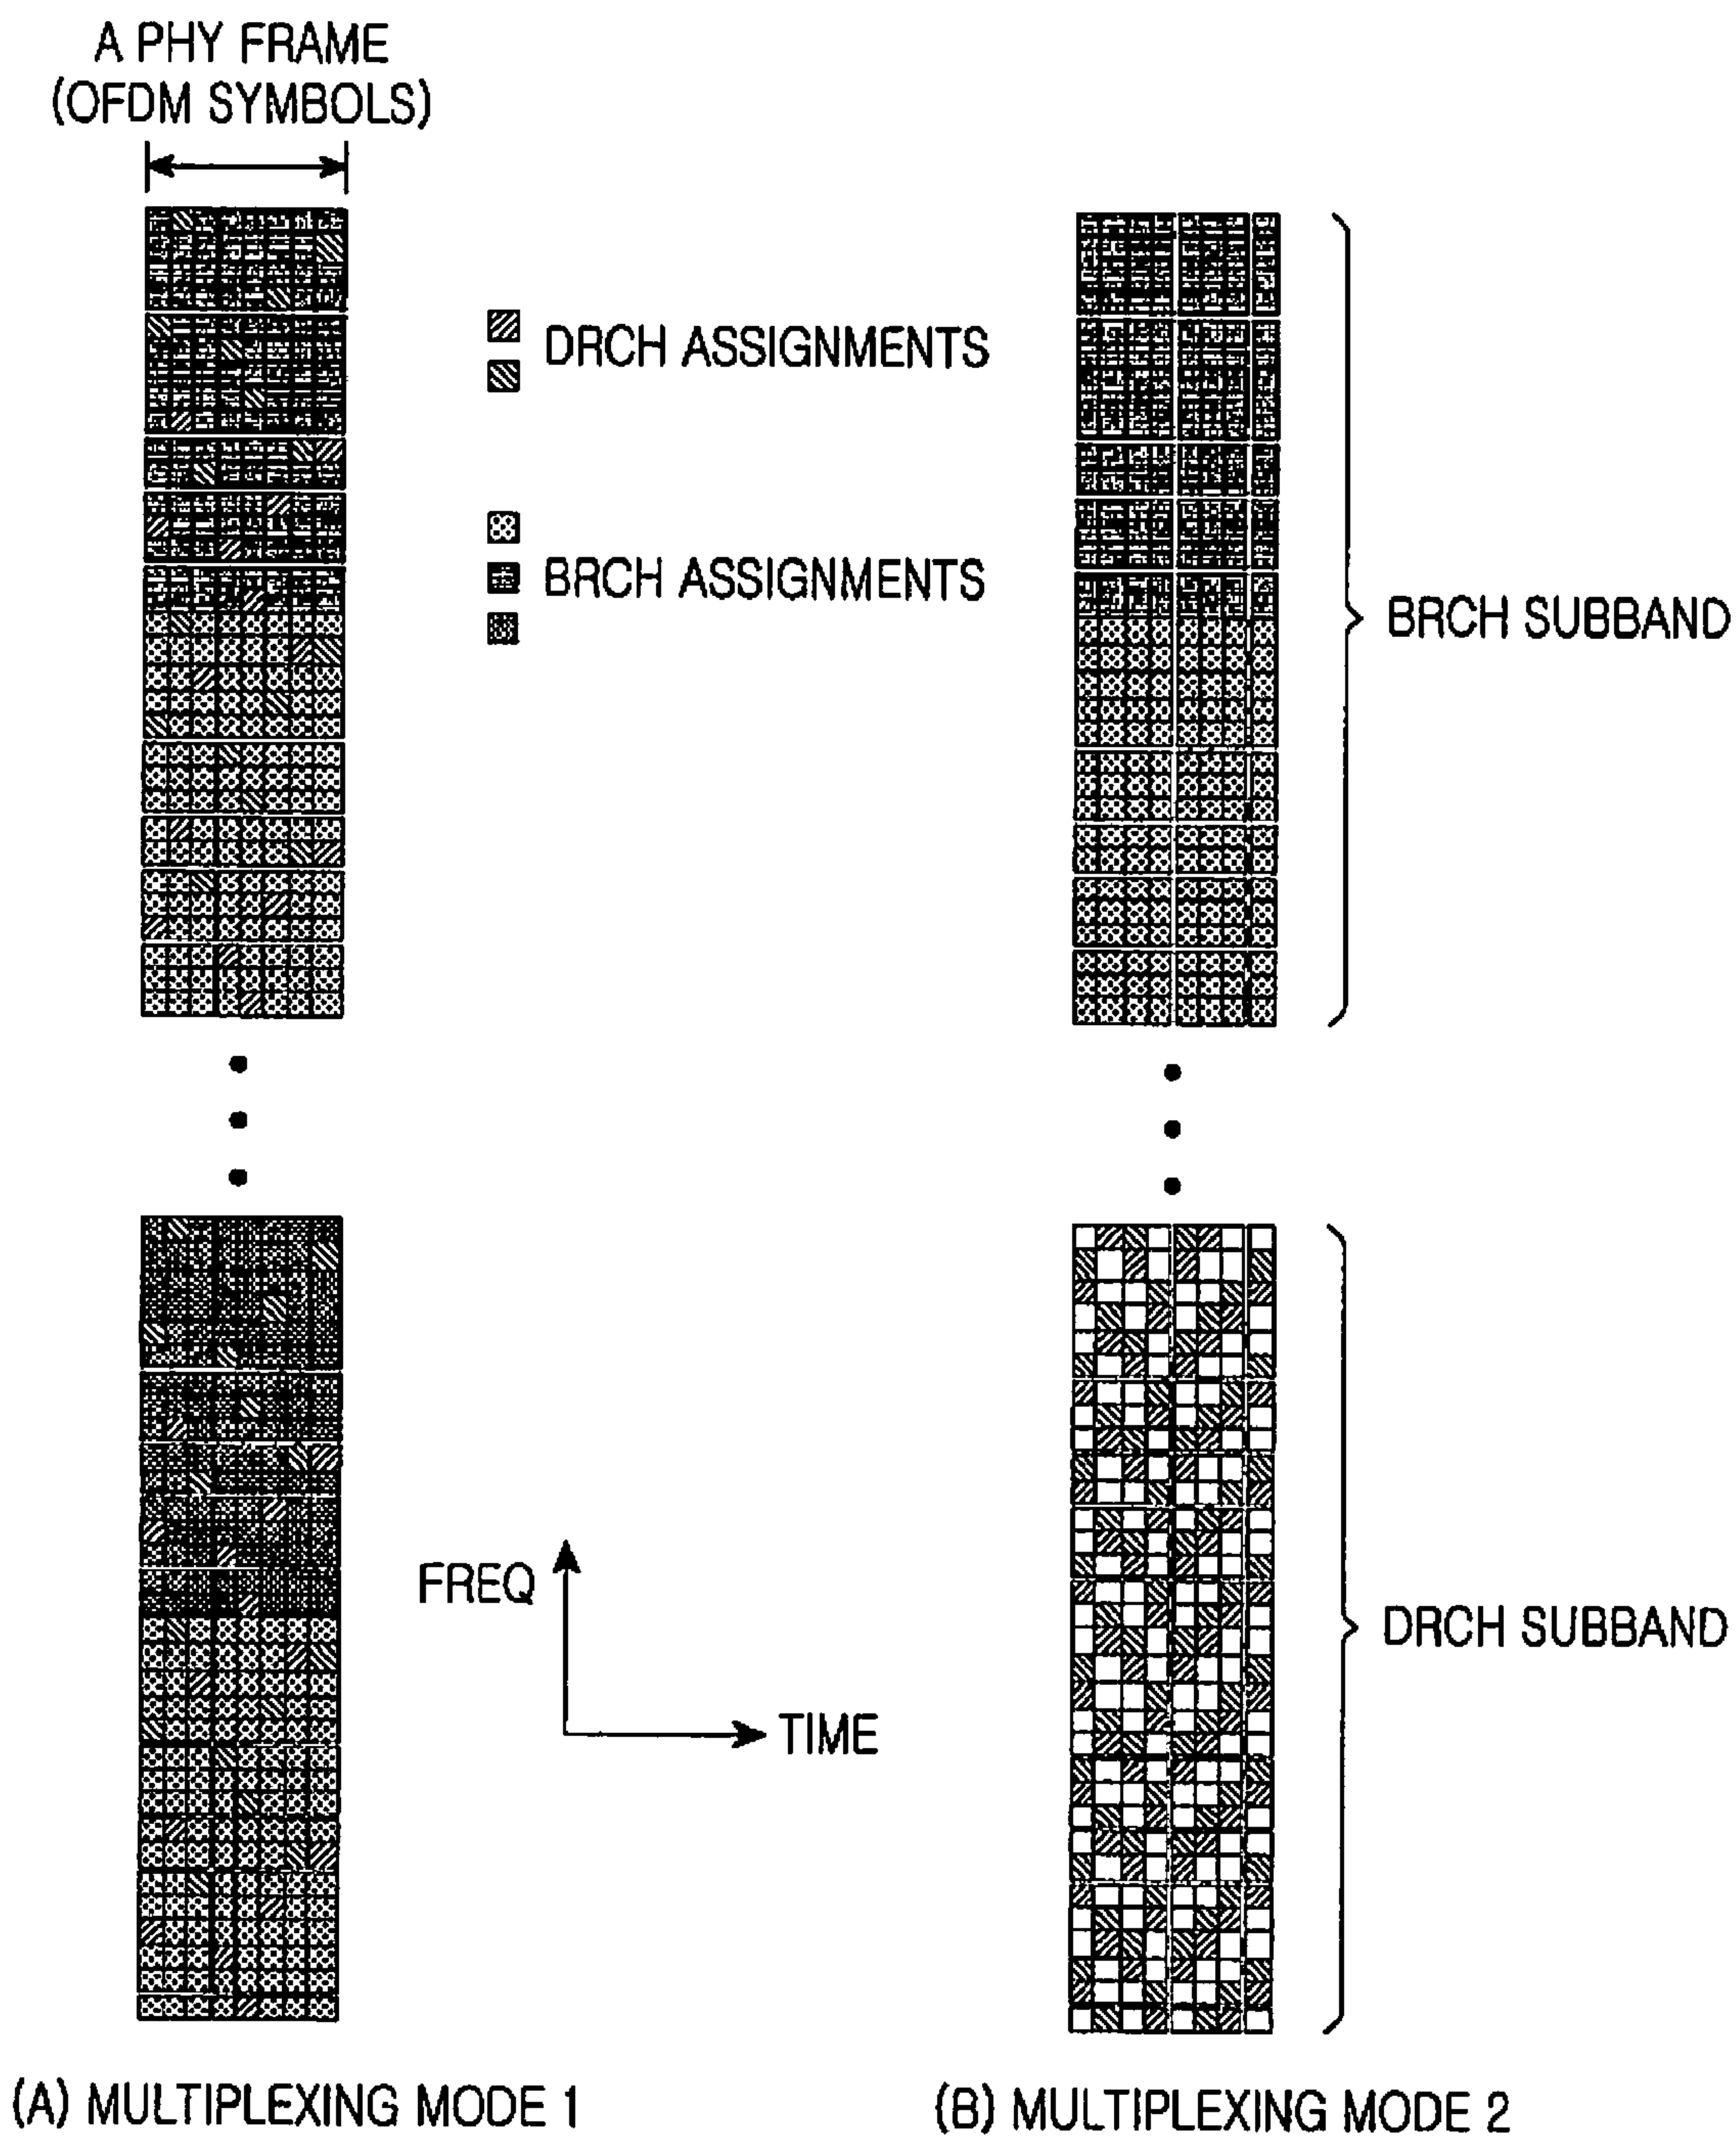 A PHY FRAME
(OFDM SYMBOLS)
DRCH ASSIGNMENTS
BRCH ASSIGNMENTS
BRCH SUBBAND
FREQ
TIME
DRCH SUBBAND
(A) MULTIPLEXING MODE 1
(B) MULTIPLEXING MODE 2